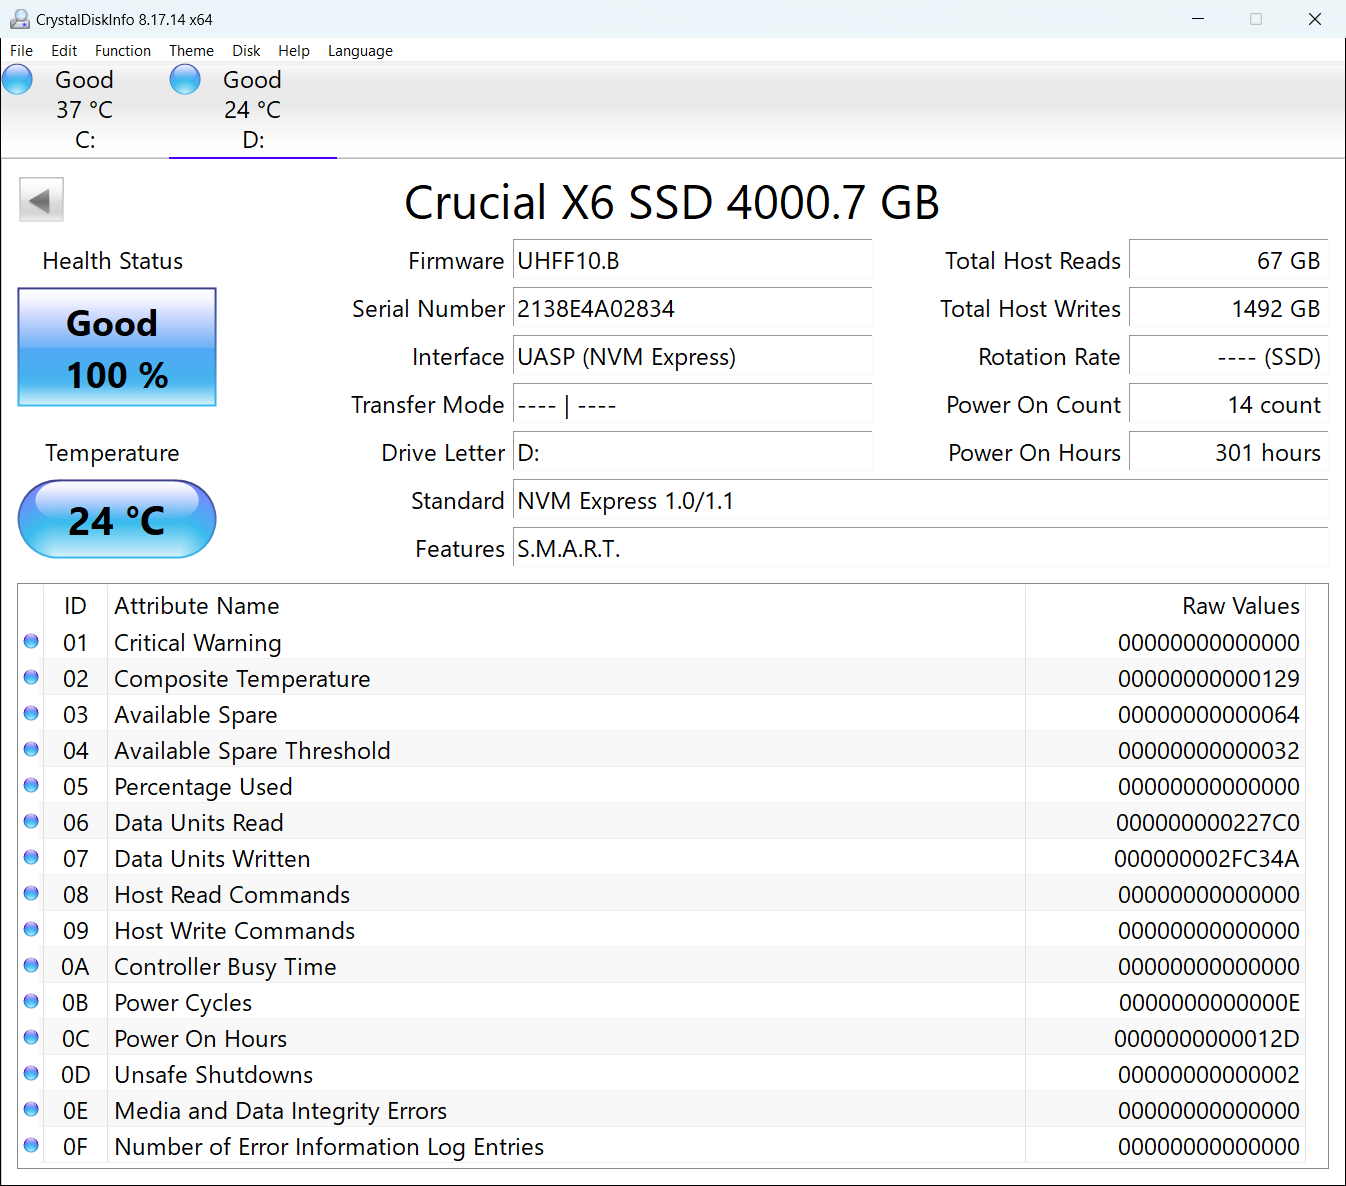 CrystalDiskInfo 8.17.14 x64
File Edit Function Theme Disk Help Language
Good Good
37 °C 24 °C
C: D:
Crucial X6 SSD 4000.7 GB
Health Status
Good
100 %
Temperature
24 °C
Firmware UHFF10.B
Serial Number 2138E4A02834
Interface UASP (NVM Express)
Transfer Mode ---- | ----
Drive Letter D:
Standard NVM Express 1.0/1.1
Features S.M.A.R.T.
Total Host Reads 67 GB
Total Host Writes 1492 GB
Rotation Rate ---- (SSD)
Power On Count 14 count
Power On Hours 301 hours
ID Attribute Name Raw Values
01 Critical Warning 00000000000000
02 Composite Temperature 00000000000129
03 Available Spare 00000000000064
04 Available Spare Threshold 00000000000032
05 Percentage Used 00000000000000
06 Data Units Read 000000000227C0
07 Data Units Written 000000002FC34A
08 Host Read Commands 00000000000000
09 Host Write Commands 00000000000000
0A Controller Busy Time 00000000000000
0B Power Cycles 0000000000000E
0C Power On Hours 0000000000012D
0D Unsafe Shutdowns 00000000000002
0E Media and Data Integrity Errors 00000000000000
0F Number of Error Information Log Entries 00000000000000